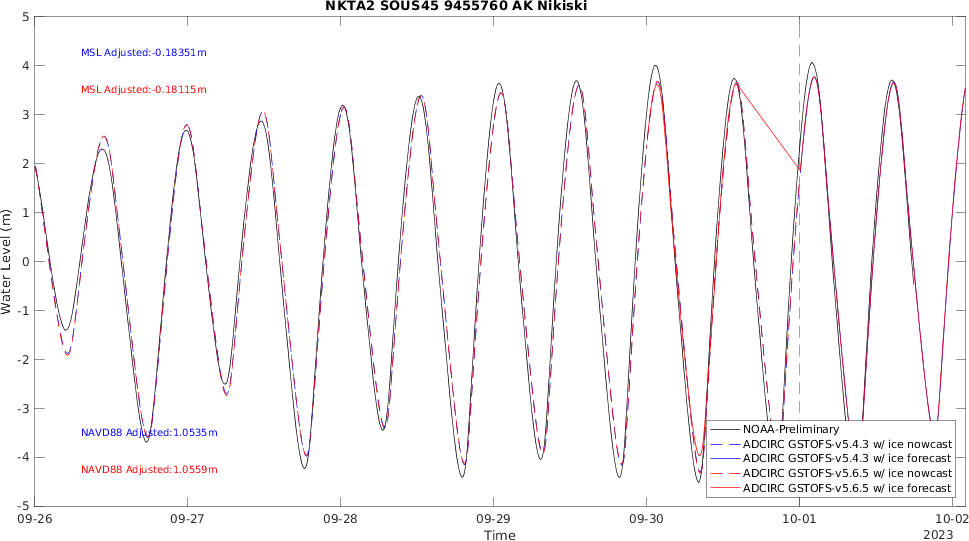 NKTA2 SOUS45 9455760 AK Nikiski
5
4
3
2
1
0
-1
-2
-3
-4
-5
Water Level (m)
MSL Adjusted:-0.18351m
MSL Adjusted:-0.18115m
NAVD88 Adjusted:1.0535m
NAVD88 Adjusted:1.0559m
NOAA-Preliminary
ADCIRC GSTOFS-v5.4.3 w/ ice nowcast
ADCIRC GSTOFS-v5.4.3 w/ ice forecast
ADCIRC GSTOFS-v5.6.5 w/ ice nowcast
ADCIRC GSTOFS-v5.6.5 w/ ice forecast
09-26 09-27 09-28 09-29 09-30 10-01 10-02
Time
2023